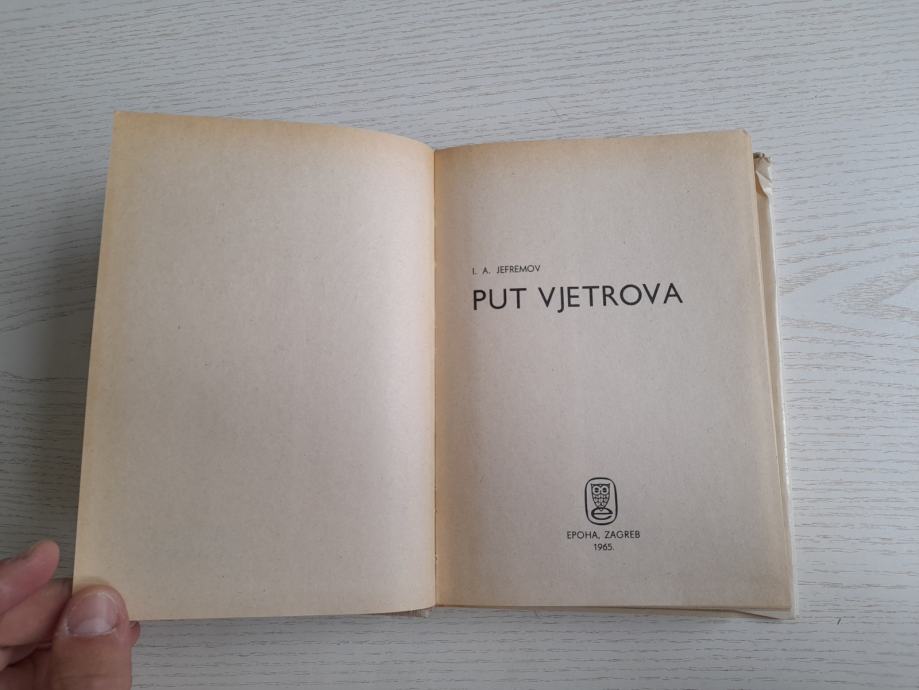 I. A. JEFREMOV
PUT VJETROVA
EPOHA, ZAGREB
1965.